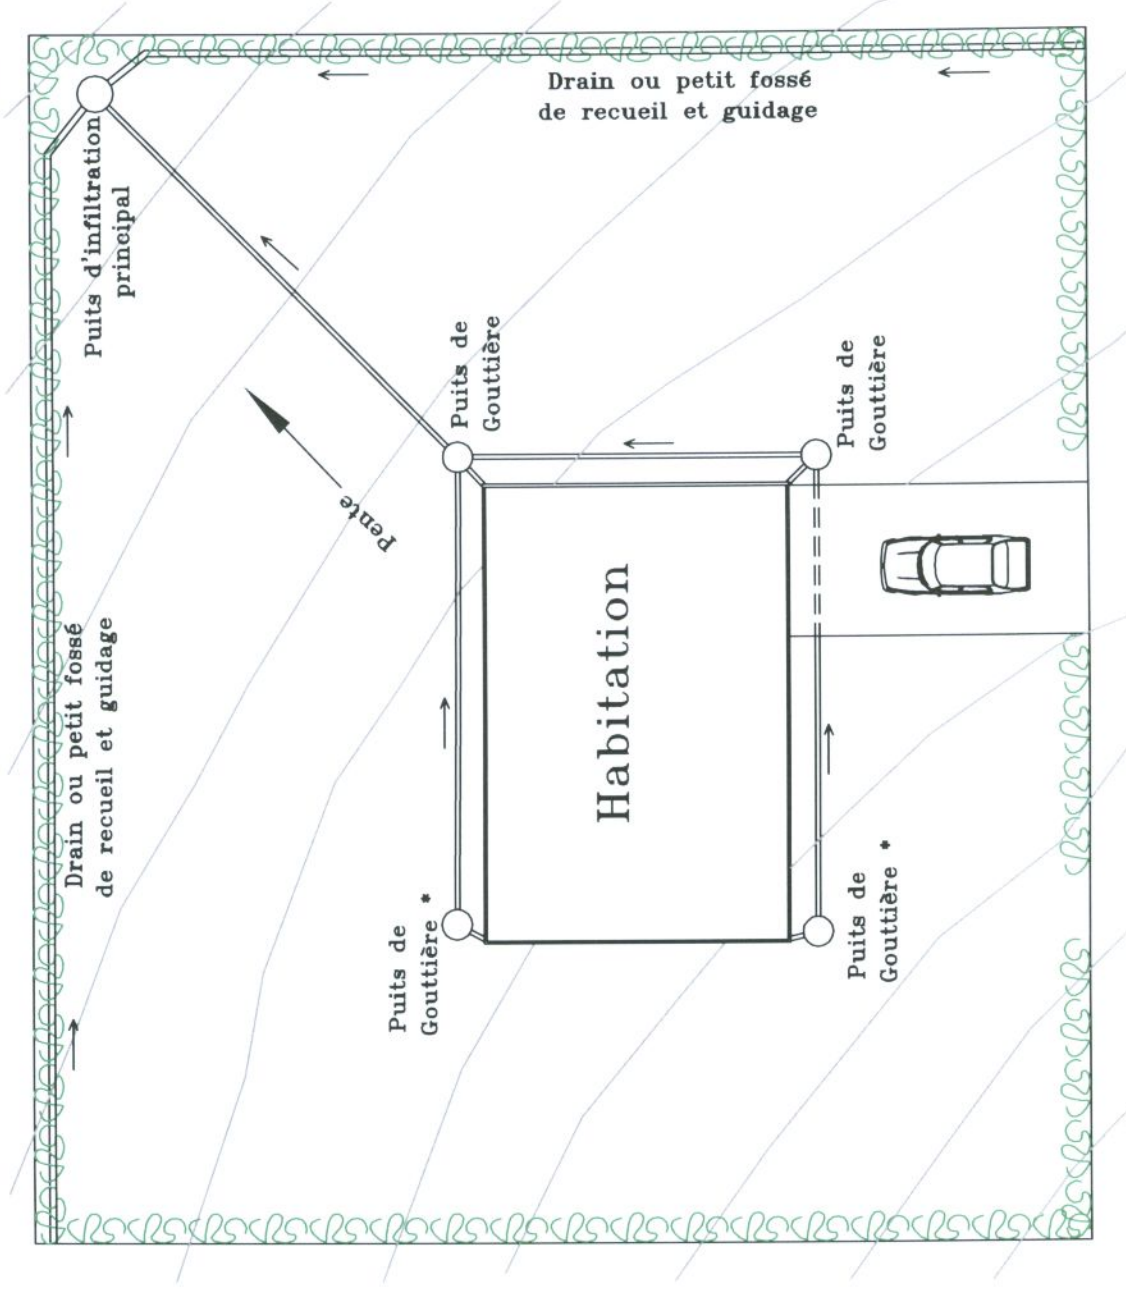 Drain ou petit fossé
de recueil et guidage
Puits d'infiltration
principal
Puits de
Gouttière
Puits de
Gouttière
Pente
Drain ou petit fossé
de recueil et guidage
Habitation
Puits de
Gouttière *
Puits de
Gouttière *